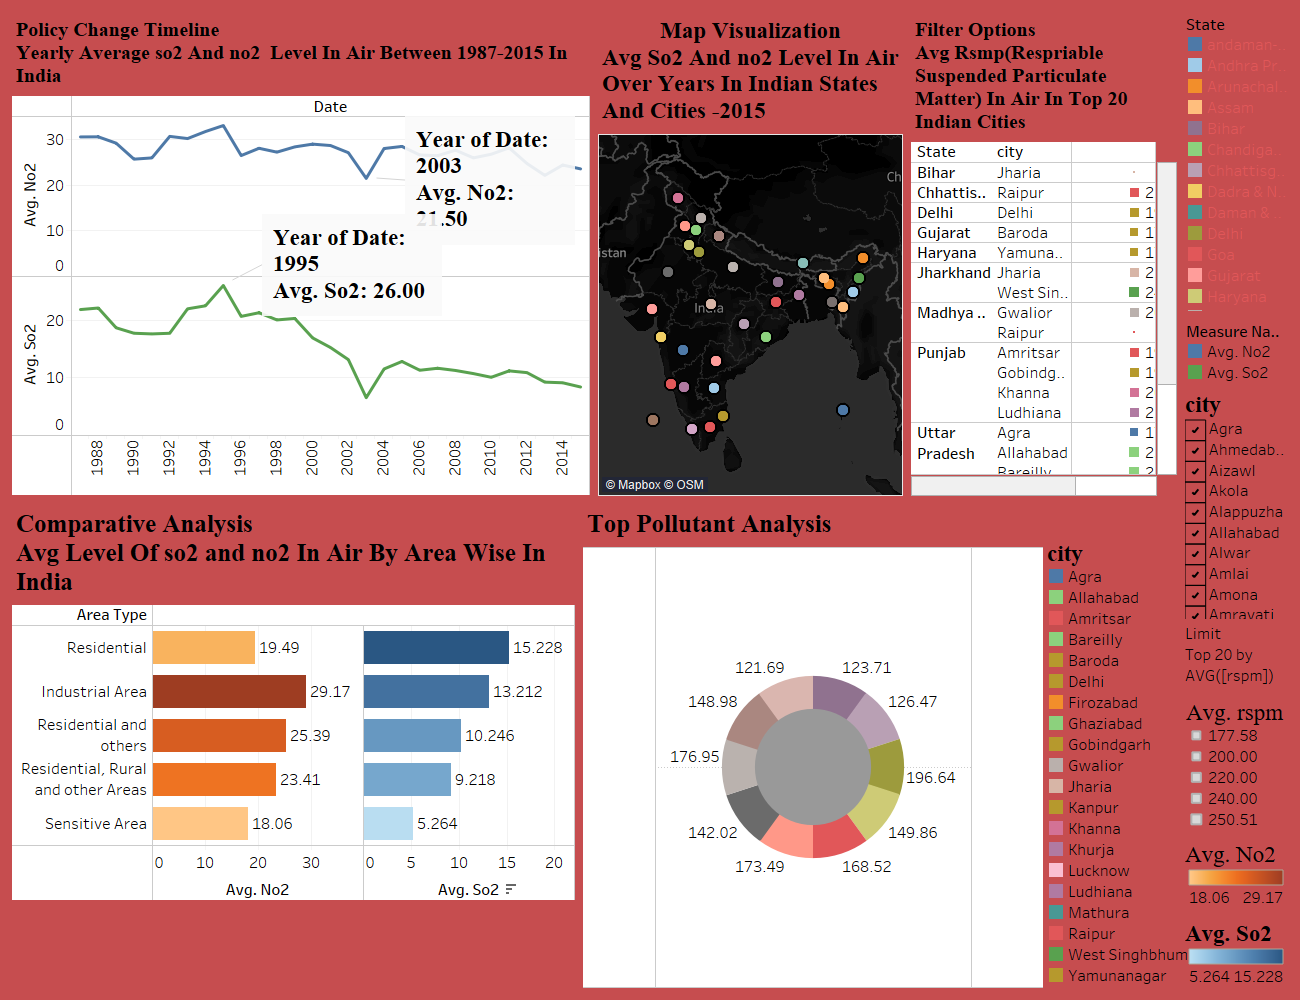 Policy Change Timeline
Yearly Average so2 And no2 Level In Air Between 1987-2015 In
India
Date
Avg. No2
30
20
10
0
Year of Date:
2003
Avg. No2:
21.50
Year of Date:
1995
Avg. So2: 26.00
Avg. So2
20
10
0
1988
1990
1992
1994
1996
1998
2000
2002
2004
2006
2008
2010
2012
2014
Map Visualization
Avg So2 And no2 Level In Air
Over Years In Indian States
And Cities -2015
Ch
istan
India
© Mapbox © OSM
Filter Options
Avg Rsmp(Respriable
Suspended Particulate
Matter) In Air In Top 20
Indian Cities
State city
Bihar Jharia
Chhattis.. Raipur 2
Delhi Delhi 1
Gujarat Baroda 1
Haryana Yamuna.. 1
Jharkhand Jharia 2
West Sin.. 2
Madhya .. Gwalior 2
Raipur
Punjab Amritsar 1
Gobindg.. 1
Khanna 2
Ludhiana 2
Uttar Agra 1
Pradesh Allahabad 2
Bareilly 2
State
andaman-
Andhra Pr..
Arunachal..
Assam
Bihar
Chandiga..
Chhattisg..
Dadra & N..
Daman & ..
Delhi
Goa
Gujarat
Haryana
Measure Na..
Avg. No2
Avg. So2
city
Agra
Ahmedab..
Aizawl
Akola
Alappuzha
Allahabad
Alwar
Amlai
Amona
Amravati
Limit
Top 20 by
AVG([rspm])
Avg. rspm
177.58
200.00
220.00
240.00
250.51
Avg. No2
18.06 29.17
Avg. So2
5.264 15.228
Comparative Analysis
Avg Level Of so2 and no2 In Air By Area Wise In
India
Area Type
Residential 19.49 15.228
Industrial Area 29.17 13.212
Residential and
others 25.39 10.246
Residential, Rural
and other Areas 23.41 9.218
Sensitive Area 18.06 5.264
0 10 20 30 0 5 10 15 20
Avg. No2 Avg. So2
Top Pollutant Analysis
121.69 123.71
148.98 126.47
176.95 196.64
142.02 149.86
173.49 168.52
city
Agra
Allahabad
Amritsar
Bareilly
Baroda
Delhi
Firozabad
Ghaziabad
Gobindgarh
Gwalior
Jharia
Kanpur
Khanna
Khurja
Lucknow
Ludhiana
Mathura
Raipur
West Singhbhum
Yamunanagar